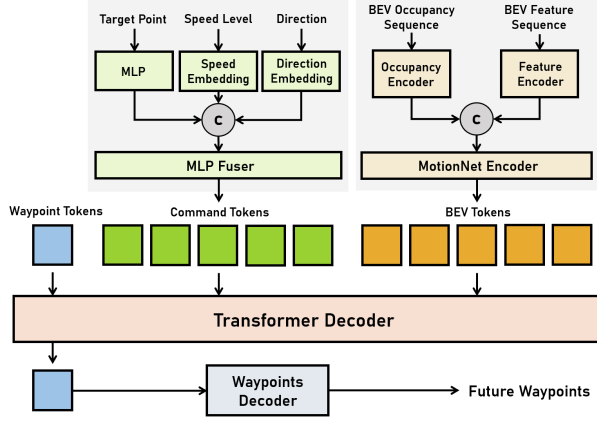 Target Point
Speed Level
Direction
BEV Occupancy
Sequence
BEV Feature
Sequence
MLP
Speed
Embedding
Direction
Embedding
Occupancy
Encoder
Feature
Encoder
C
C
MLP Fuser
MotionNet Encoder
Waypoint Tokens
Command Tokens
BEV Tokens
Transformer Decoder
Waypoints
Decoder
Future Waypoints